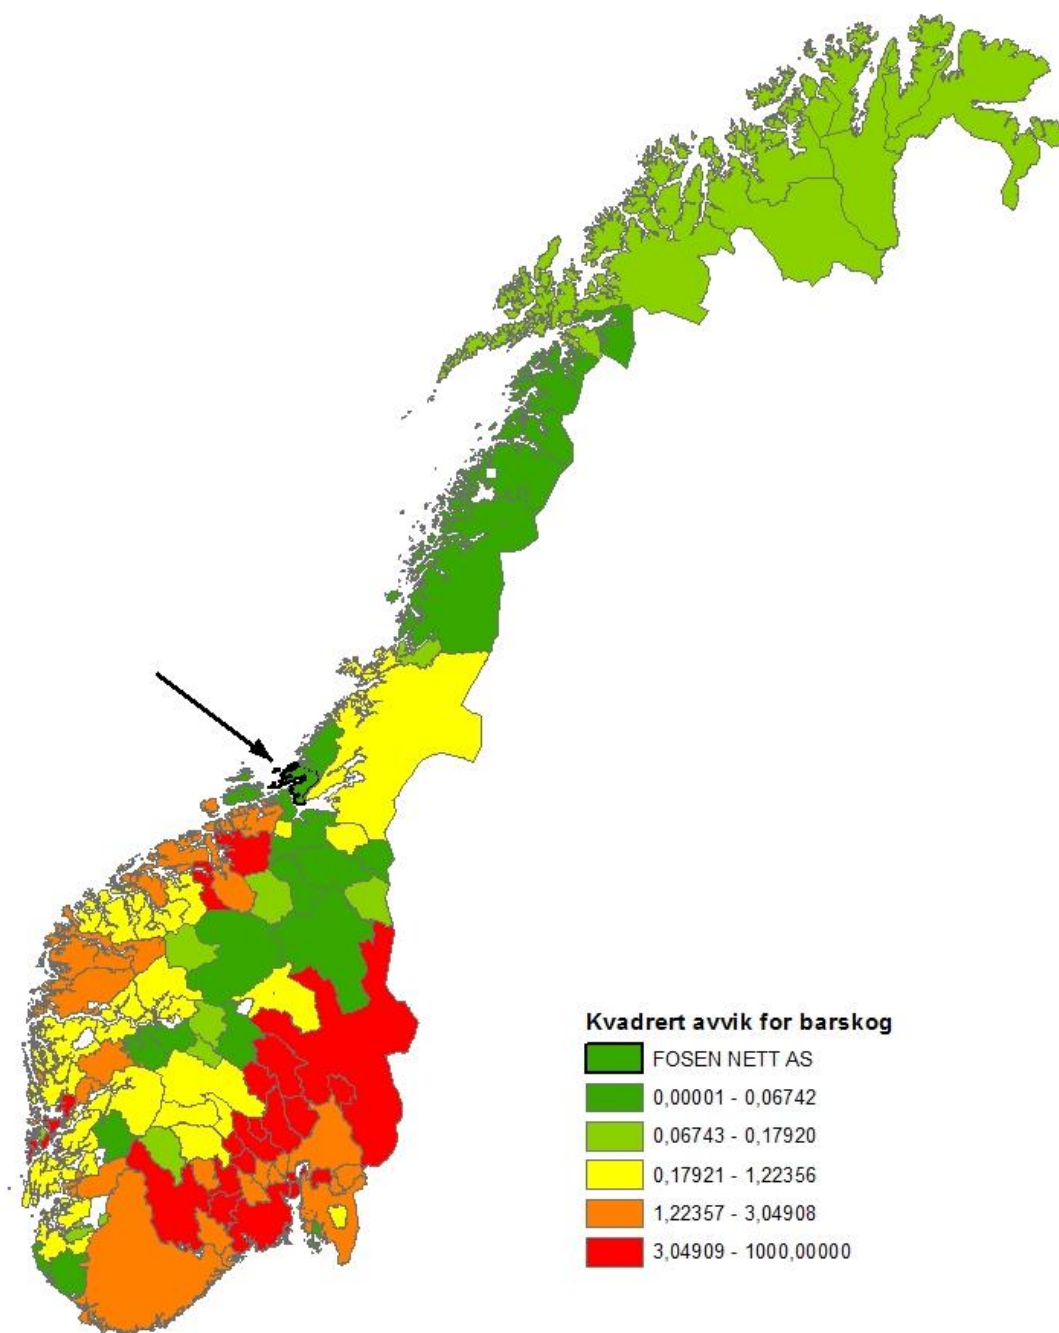 Kvadrert avvik for barskog
FOSEN NETT AS
0,00001 - 0,06742
0,06743 - 0,17920
0,17921 - 1,22356
1,22357 - 3,04908
3,04909 - 1000,00000